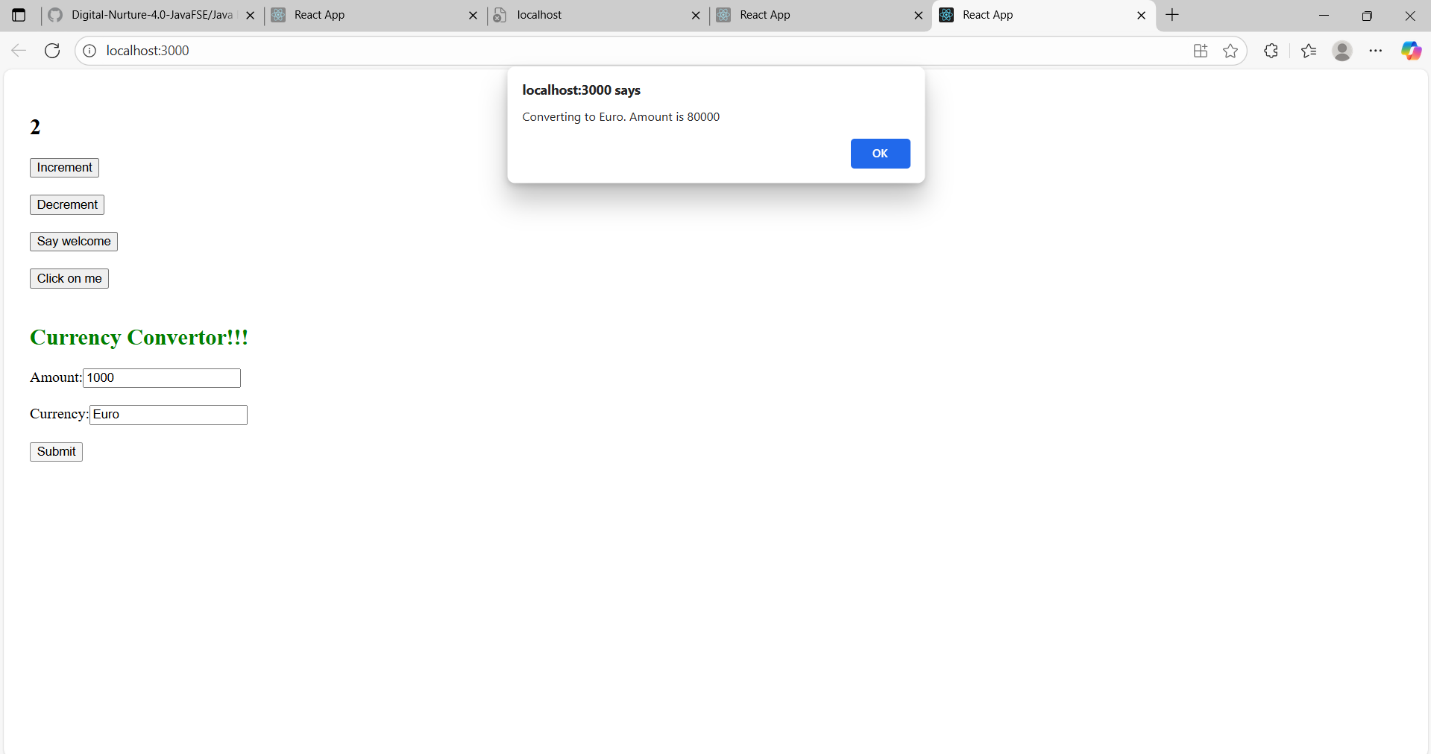 Digital-Nurture-4.0-JavaFSE/Java
React App
localhost
React App
React App
localhost:3000
localhost:3000 says
Converting to Euro. Amount is 80000
OK
2
Increment
Decrement
Say welcome
Click on me
Currency Convertor!!!
Amount: 1000
Currency: Euro
Submit